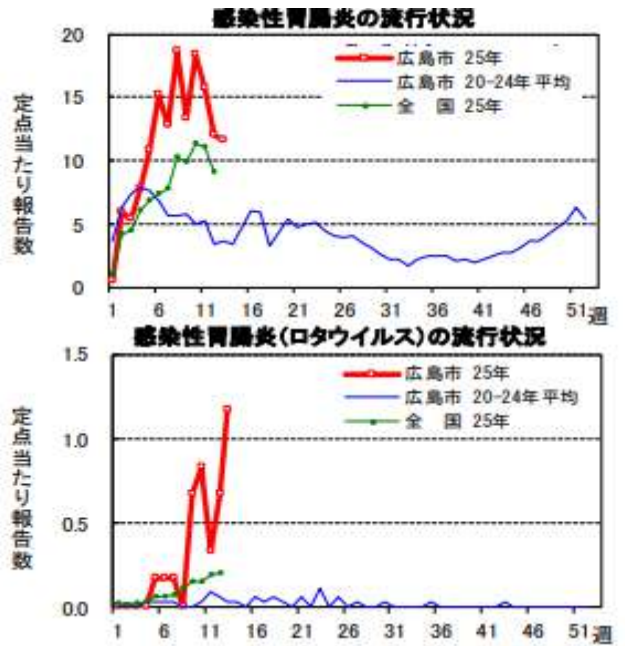 感染性胃腸炎の流行状況
広島市 25年
広島市 20-24年平均
全 国 25年
定点当たり報告数
20
15
10
5
0
1 6 11 16 21 26 31 36 41 46 51 週
感染性胃腸炎(ロタウイルス)の流行状況
広島市 25年
広島市 20-24年平均
全 国 25年
定点当たり報告数
1.5
1.0
0.5
0.0
1 6 11 16 21 26 31 36 41 46 51 週